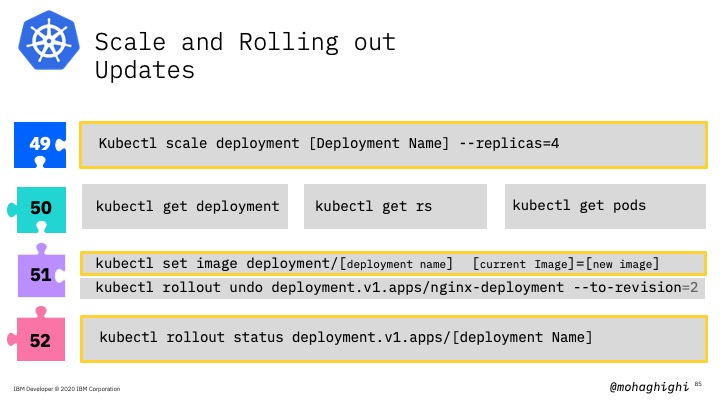 Scale and Rolling out
Updates
49
Kubectl scale deployment [Deployment Name] --replicas=4
50
kubectl get deployment
kubectl get rs
kubectl get pods
51
kubectl set image deployment/[deployment name] [current Image]=[new image]
kubectl rollout undo deployment.v1.apps/nginx-deployment --to-revision=2
52
kubectl rollout status deployment.v1.apps/[deployment Name]
IBM Developer © 2020 IBM Corporation
@mohaghighi 85